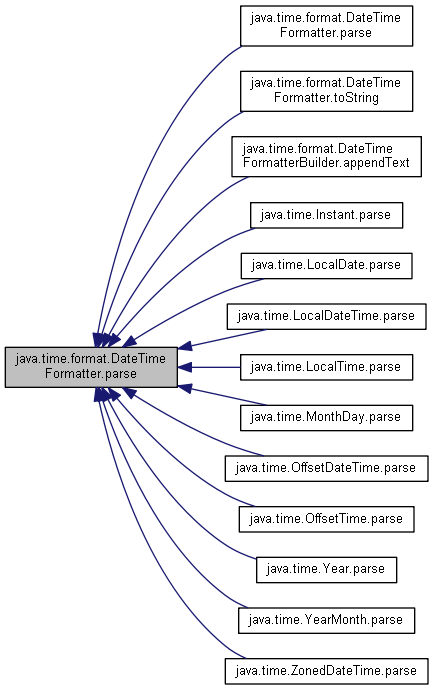 java.time.format.DateTime
Formatter.parse
java.time.format.DateTime
Formatter.toString
java.time.format.DateTime
FormatterBuilder.appendText
java.time.Instant.parse
java.time.LocalDate.parse
java.time.LocalDateTime.parse
java.time.format.DateTime
Formatter.parse
java.time.LocalTime.parse
java.time.MonthDay.parse
java.time.OffsetDateTime.parse
java.time.OffsetTime.parse
java.time.Year.parse
java.time.YearMonth.parse
java.time.ZonedDateTime.parse